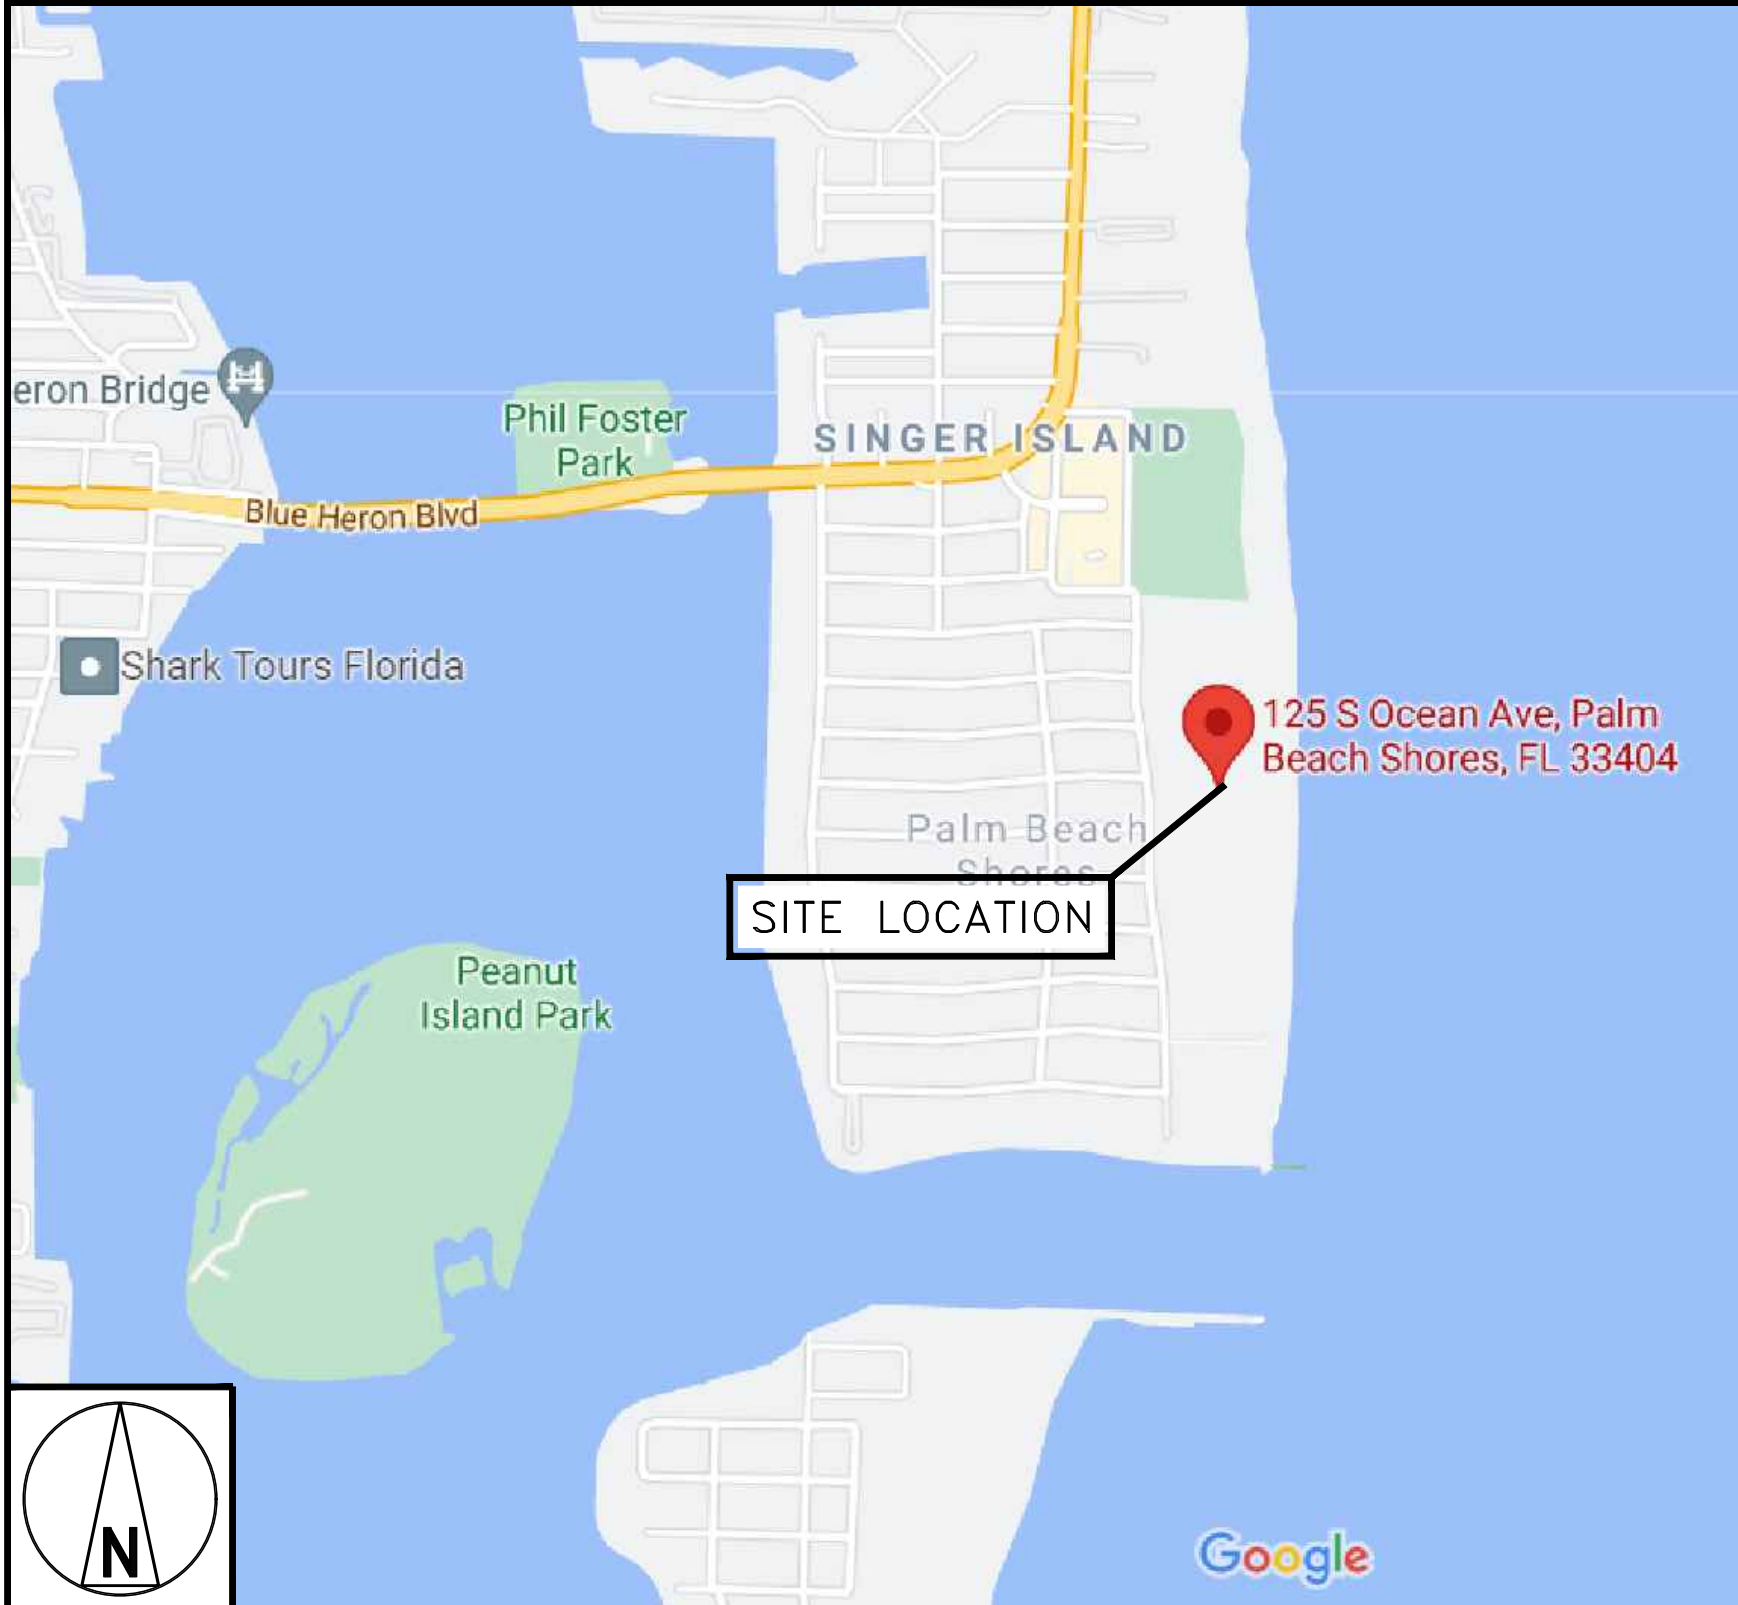 eron Bridge
Phil Foster
Park
SINGER ISLAND
Blue Heron Blvd
Shark Tours Florida
125 S Ocean Ave, Palm
Beach Shores, FL 33404
Palm Beach
Shores
SITE LOCATION
Peanut
Island Park
N
Google